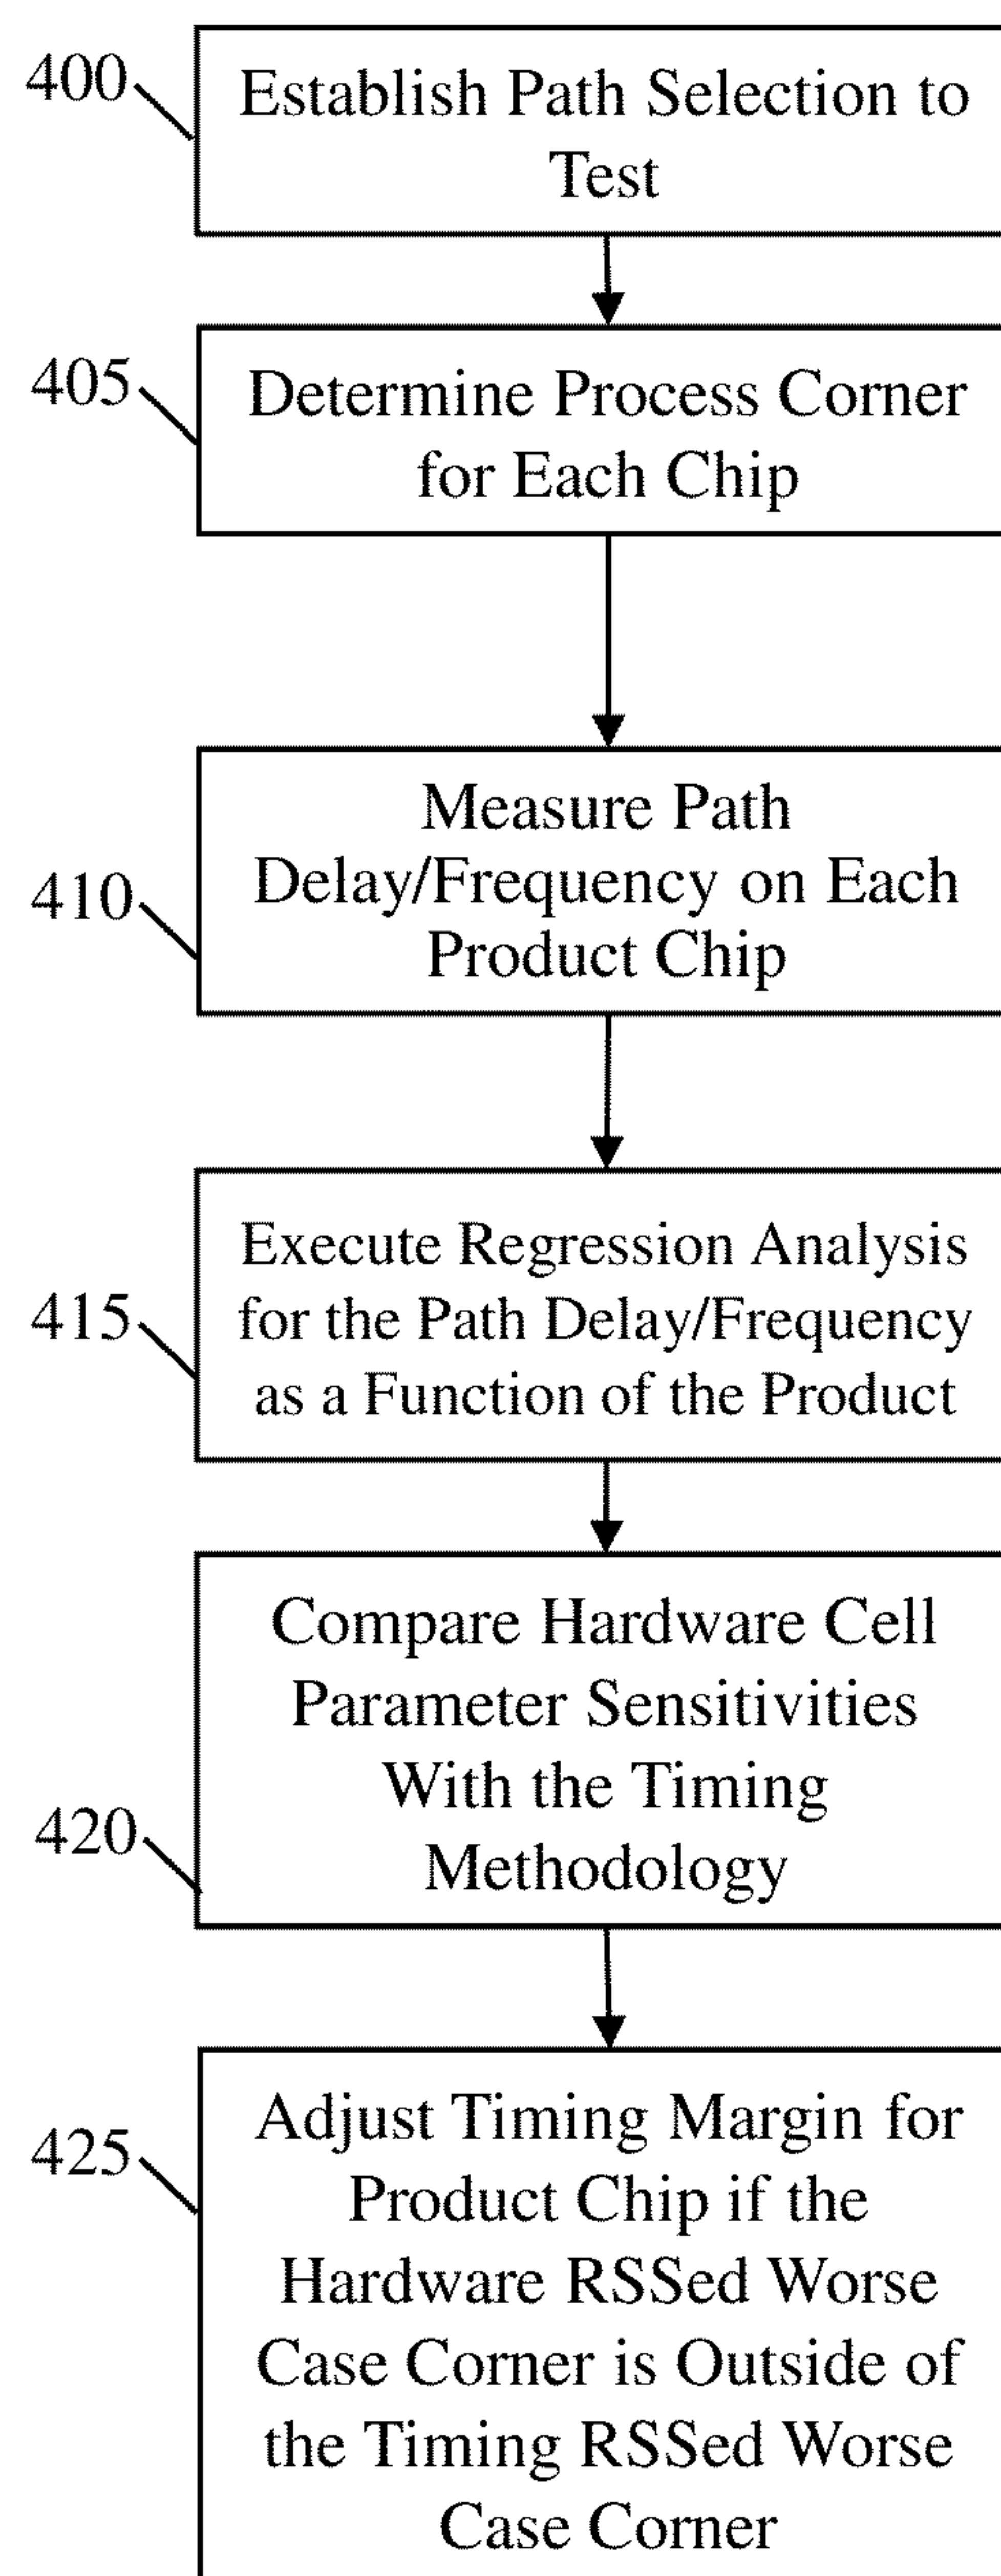 400
Establish Path Selection to
Test
405
Determine Process Corner
for Each Chip
Measure Path
410
Delay/Frequency on Each
Product Chip
Execute Regression Analysis
415
for the Path Delay/Frequency
as a Function of the Product
Compare Hardware Cell
Parameter Sensitivities
With the Timing
420
Methodology
Adjust Timing Margin for
425
Product Chip if the
Hardware RSSed Worse
Case Corner is Outside of
the Timing RSSed Worse
Case Corner